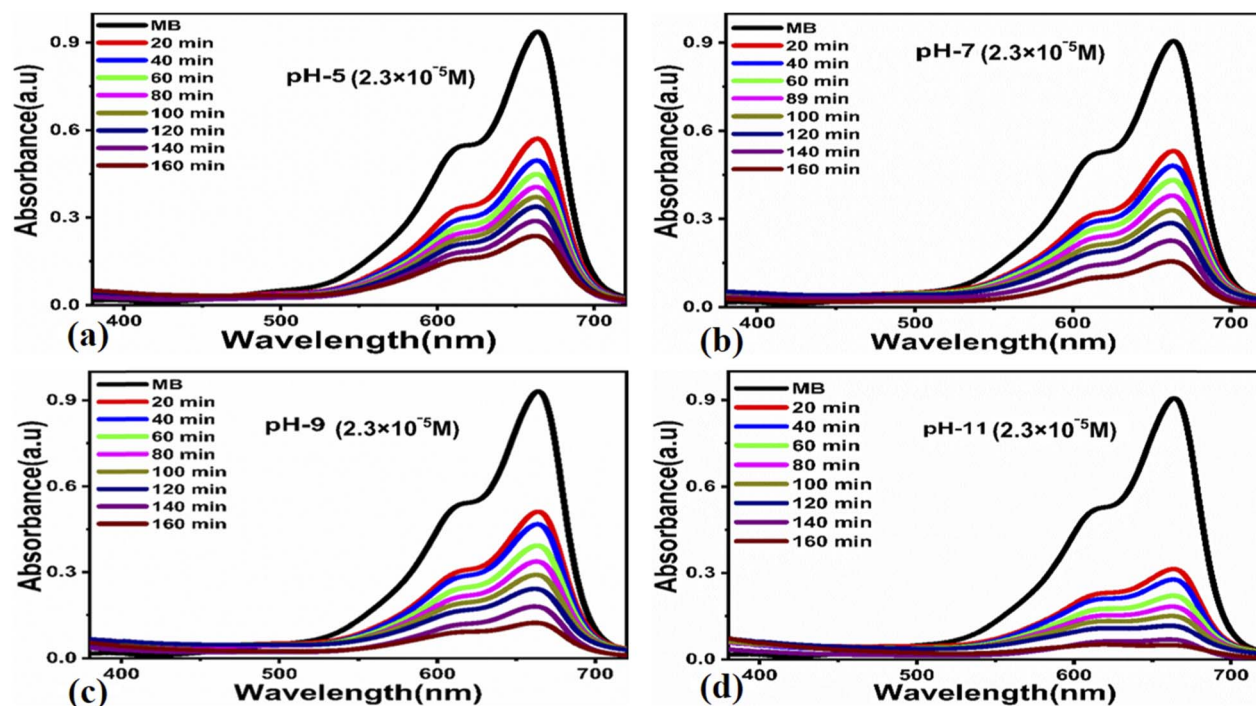 MB
20 min
40 min
60 min
80 min
100 min
120 min
140 min
160 min
pH-5 (2.3×10⁻⁵M)
0.9
0.6
0.3
0.0
Absorbance(a.u)
400
500
600
700
Wavelength(nm)
(a)
MB
20 min
40 min
60 min
89 min
100 min
120 min
140 min
160 min
pH-7 (2.3×10⁻⁵M)
0.9
0.6
0.3
0.0
Absorbance(a.u)
400
500
600
700
Wavelength(nm)
(b)
MB
20 min
40 min
60 min
80 min
100 min
120 min
140 min
160 min
pH-9 (2.3×10⁻⁵M)
0.9
0.6
0.3
0.0
Absorbance(a.u)
400
500
600
700
Wavelength(nm)
(c)
MB
20 min
40 min
60 min
80 min
100 min
120 min
140 min
160 min
pH-11 (2.3×10⁻⁵M)
0.9
0.6
0.3
0.0
Absorbance(a.u)
400
500
600
700
Wavelength(nm)
(d)